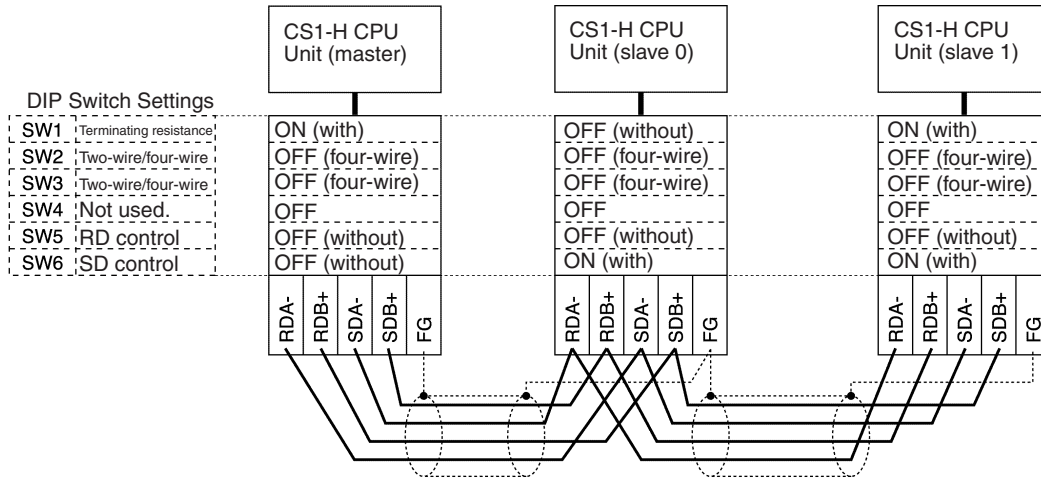 CS1-H CPU
Unit (master)
CS1-H CPU
Unit (slave 0)
CS1-H CPU
Unit (slave 1)
DIP Switch Settings
SW1 Terminating resistance ON (with) OFF (without) ON (with)
SW2 Two-wire/four-wire OFF (four-wire) OFF (four-wire) OFF (four-wire)
SW3 Two-wire/four-wire OFF (four-wire) OFF (four-wire) OFF (four-wire)
SW4 Not used. OFF OFF OFF
SW5 RD control OFF (without) OFF (without) OFF (without)
SW6 SD control OFF (without) ON (with) ON (with)
RDA- RDB+ SDA- SDB+ FG RDA- RDB+ SDA- SDB+ FG RDA- RDB+ SDA- SDB+ FG